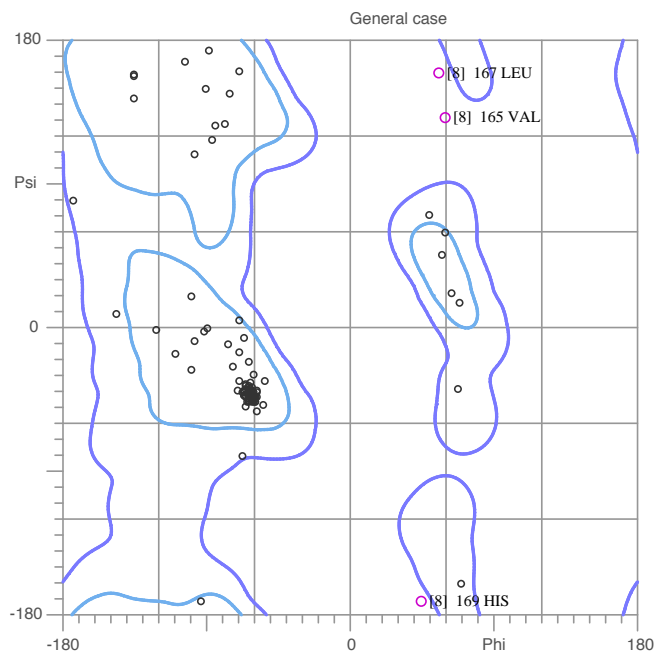 General case
180
[8] 167 LEU
[8] 165 VAL
Psi
0
[8] 169 HIS
-180
-180 0 Phi 180